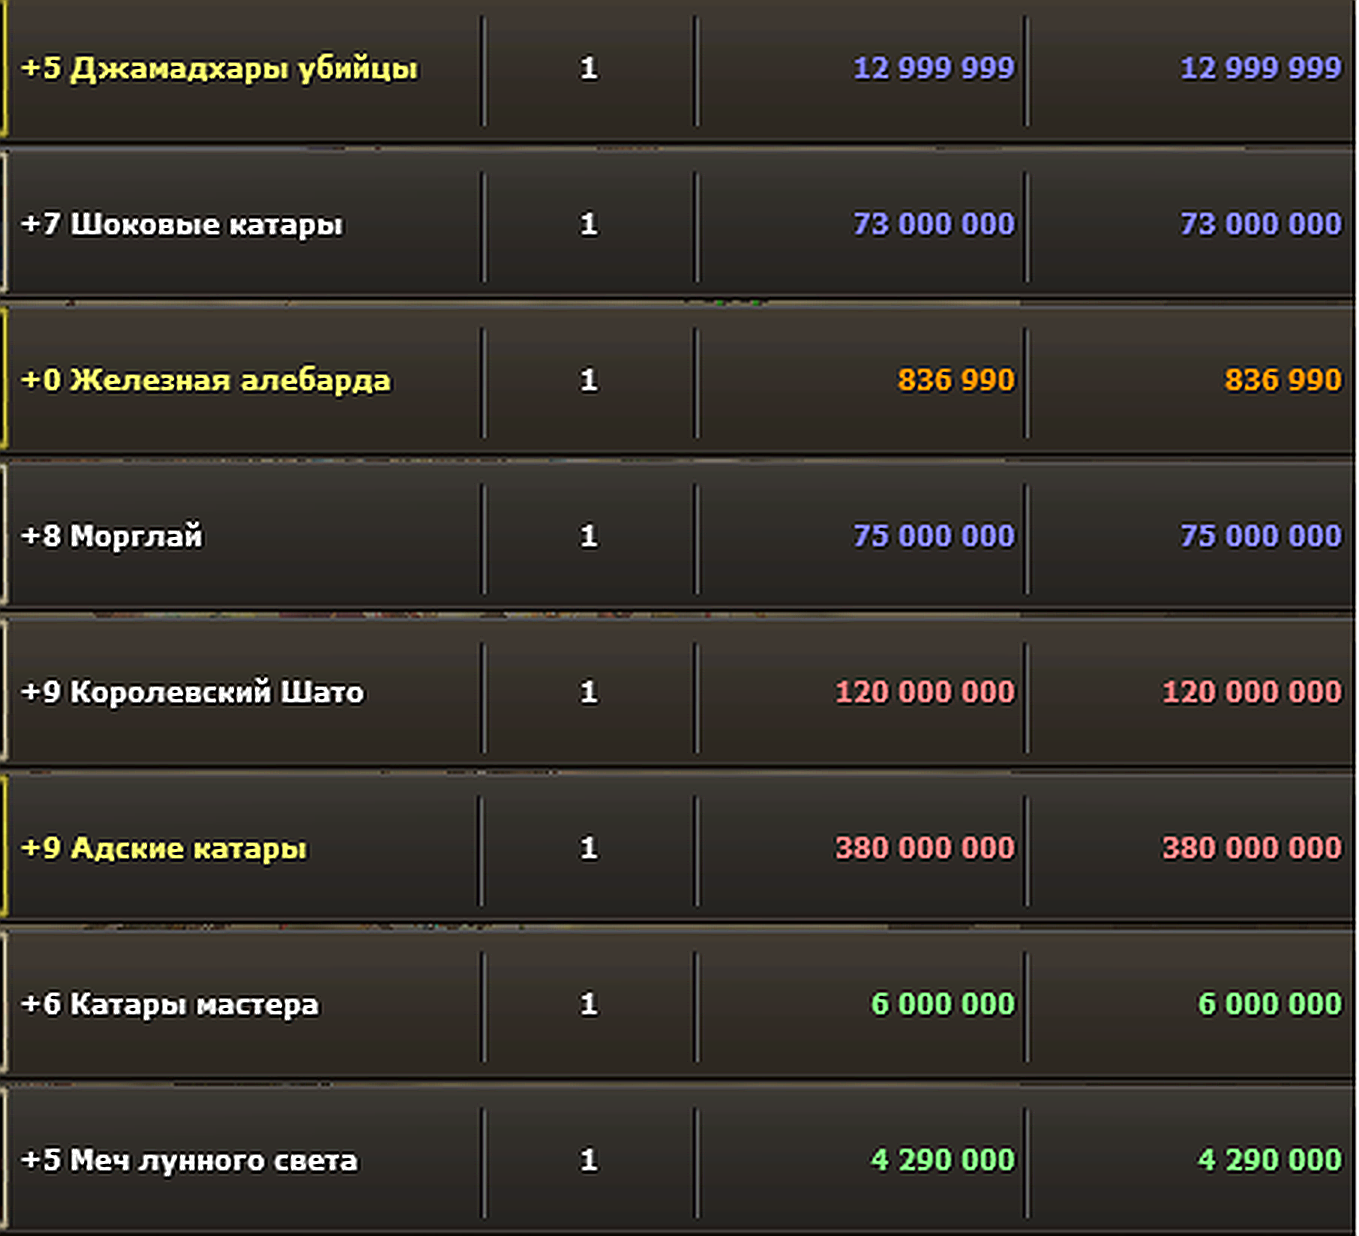 +5 Джамадхары убийцы 1 12 999 999 12 999 999
+7 Шоковые катары 1 73 000 000 73 000 000
+0 Железная алебарда 1 836 990 836 990
+8 Морглай 1 75 000 000 75 000 000
+9 Королевский Шато 1 120 000 000 120 000 000
+9 Адские катары 1 380 000 000 380 000 000
+6 Катары мастера 1 6 000 000 6 000 000
+5 Меч лунного света 1 4 290 000 4 290 000